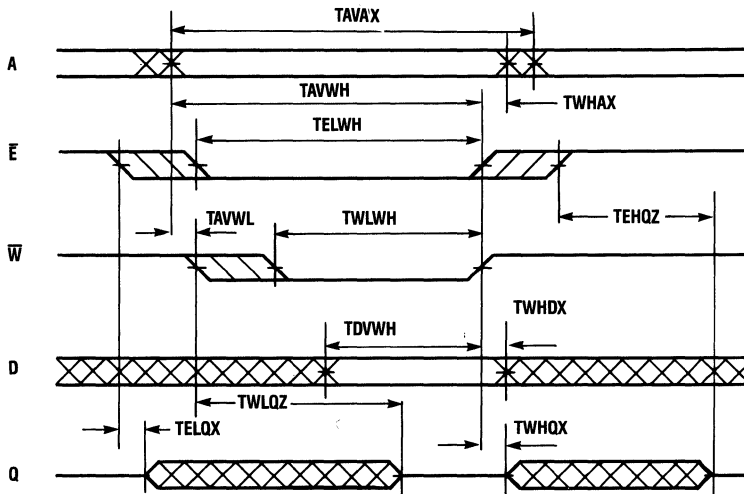 TAVAX
A
TAVWH
TWHAX
TELWH
E̅
TEHQZ
TAVWL
TWLWH
W̅
TDVWH
TWHDX
D
TWLQZ
TELQX
TWHQX
Q